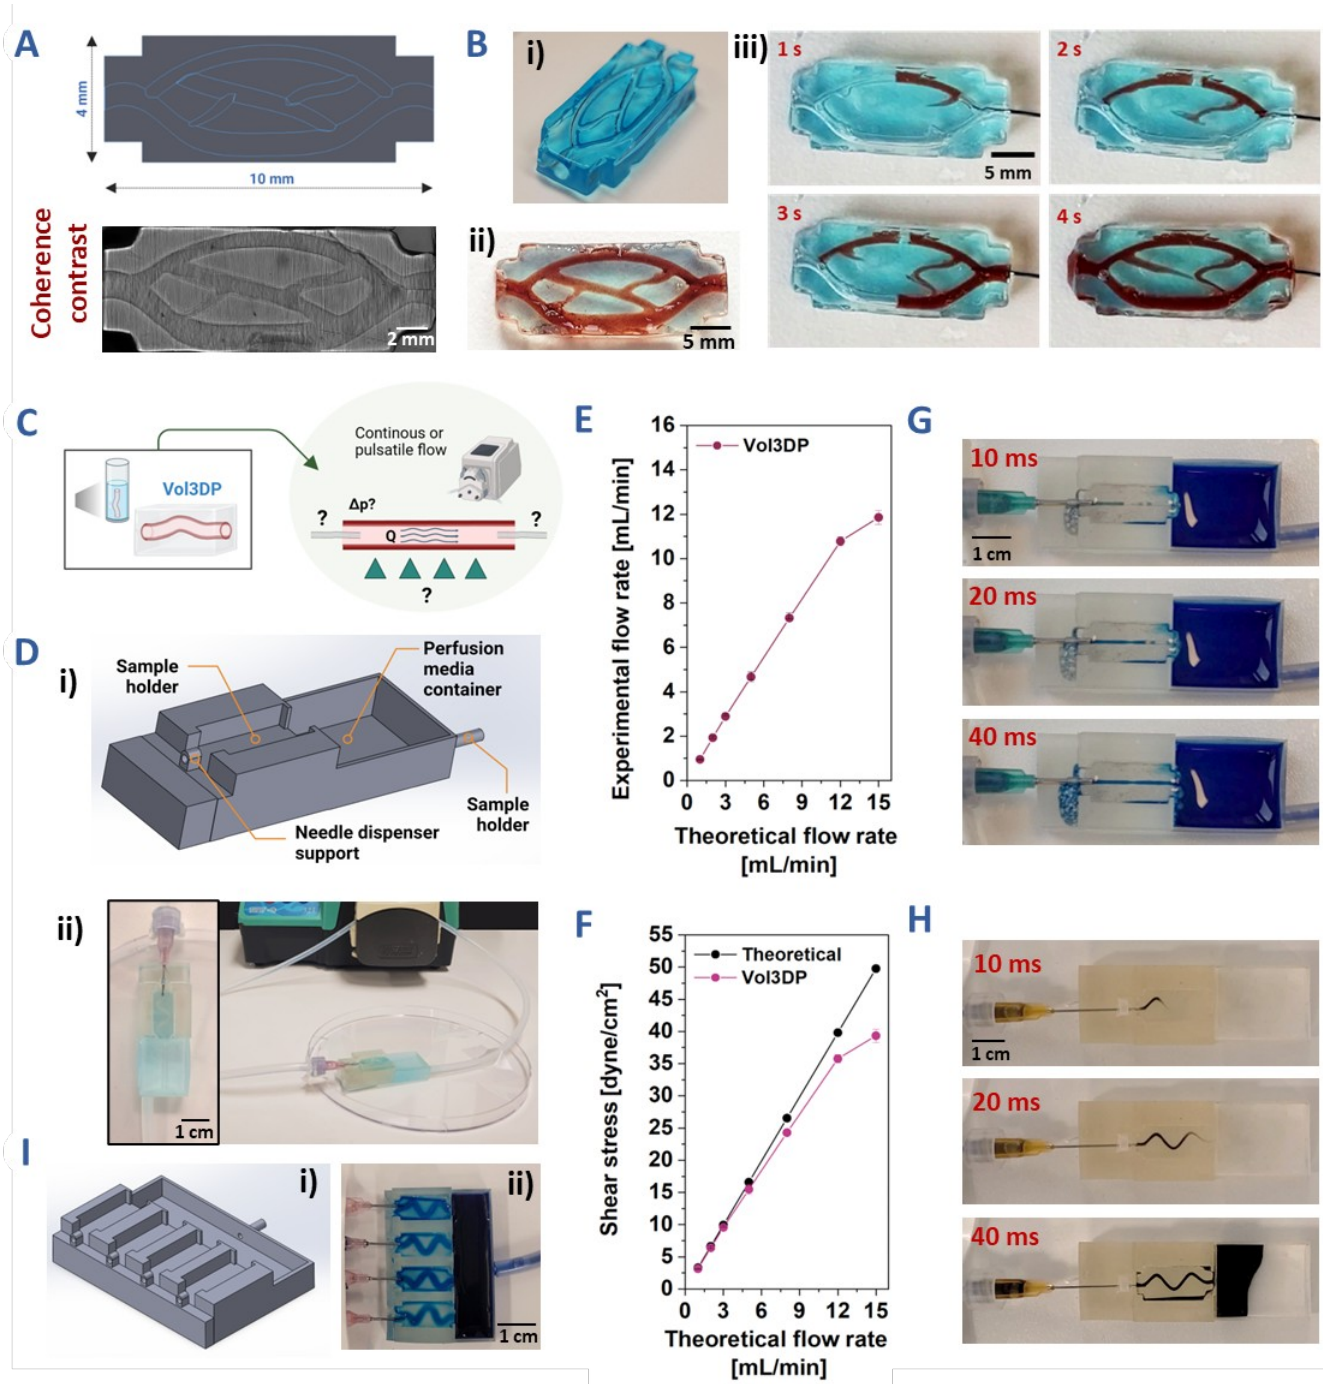 A
4 mm
10 mm
Coherence
contrast
2 mm
B
i)
ii)
5 mm
iii)
1 s
5 mm
2 s
3 s
4 s
C
Vol3DP
Continous or
pulsatile flow
Δp?
?
?
Q
?
D
i)
Sample
holder
Perfusion
media
container
Sample
holder
Needle dispenser
support
ii)
1 cm
E
Experimental flow rate [mL/min]
16
14
12
10
8
6
4
2
0
Vol3DP
0
3
6
9
12
15
Theoretical flow rate
[mL/min]
F
Shear stress [dyne/cm²]
55
50
45
40
35
30
25
20
15
10
5
0
Theoretical
Vol3DP
0
3
6
9
12
15
Theoretical flow rate
[mL/min]
G
10 ms
1 cm
20 ms
40 ms
H
10 ms
1 cm
20 ms
40 ms
I
i)
ii)
1 cm